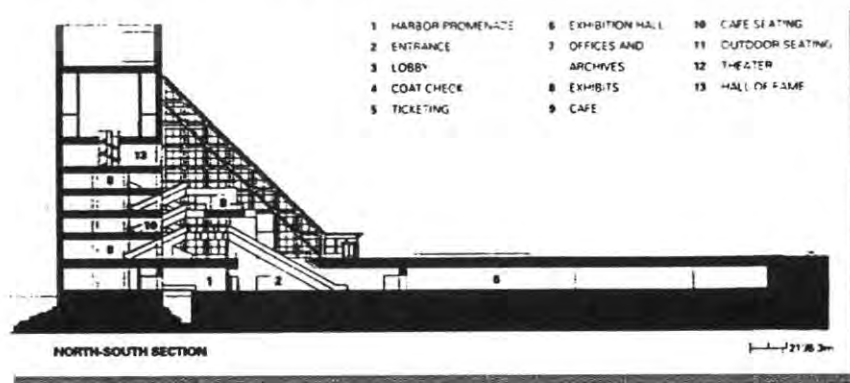 1 HARBOR PROMENADE
2 ENTRANCE
3 LOBBY
4 COAT CHECK
5 TICKETING
6 EXHIBITION HALL
7 OFFICES AND
ARCHIVES
8 EXHIBITS
9 CAFE
10 CAFE SEATING
11 OUTDOOR SEATING
12 THEATER
13 HALL OF FAME
13
8
10
1
2
6
NORTH-SOUTH SECTION